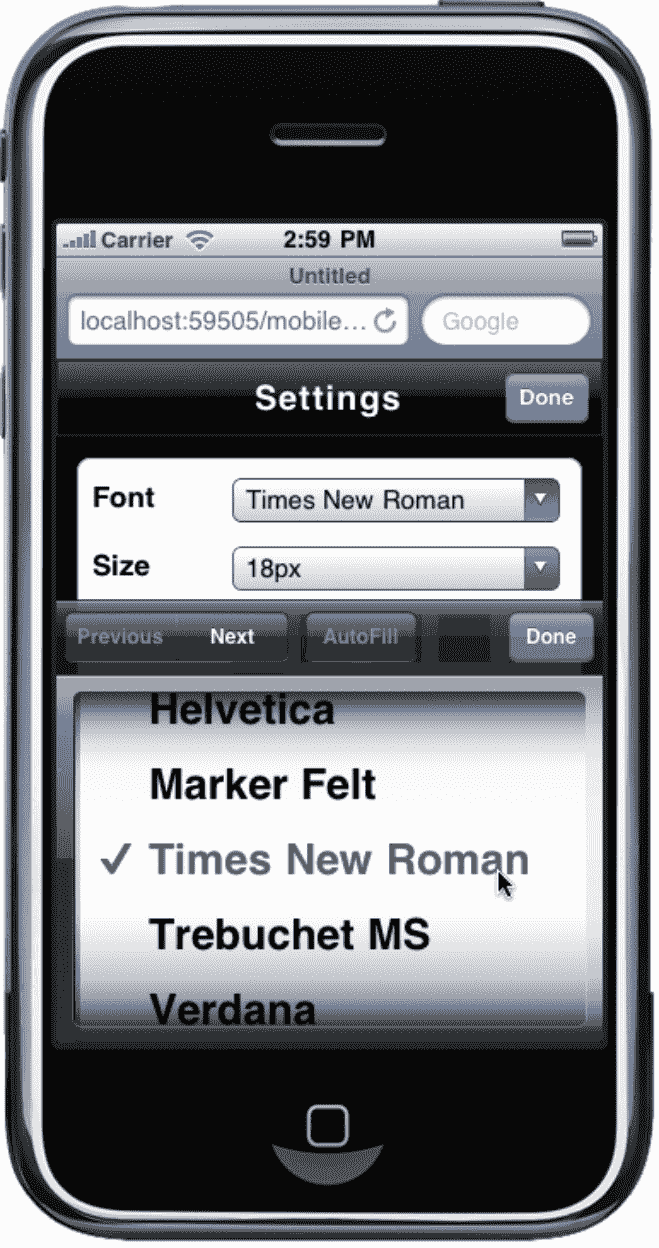 Carrier 2:59 PM
Untitled
localhost:59505/mobile... Google
Settings Done
Font Times New Roman
Size 18px
Previous Next AutoFill Done
Helvetica
Marker Felt
✓ Times New Roman
Trebuchet MS
Verdana